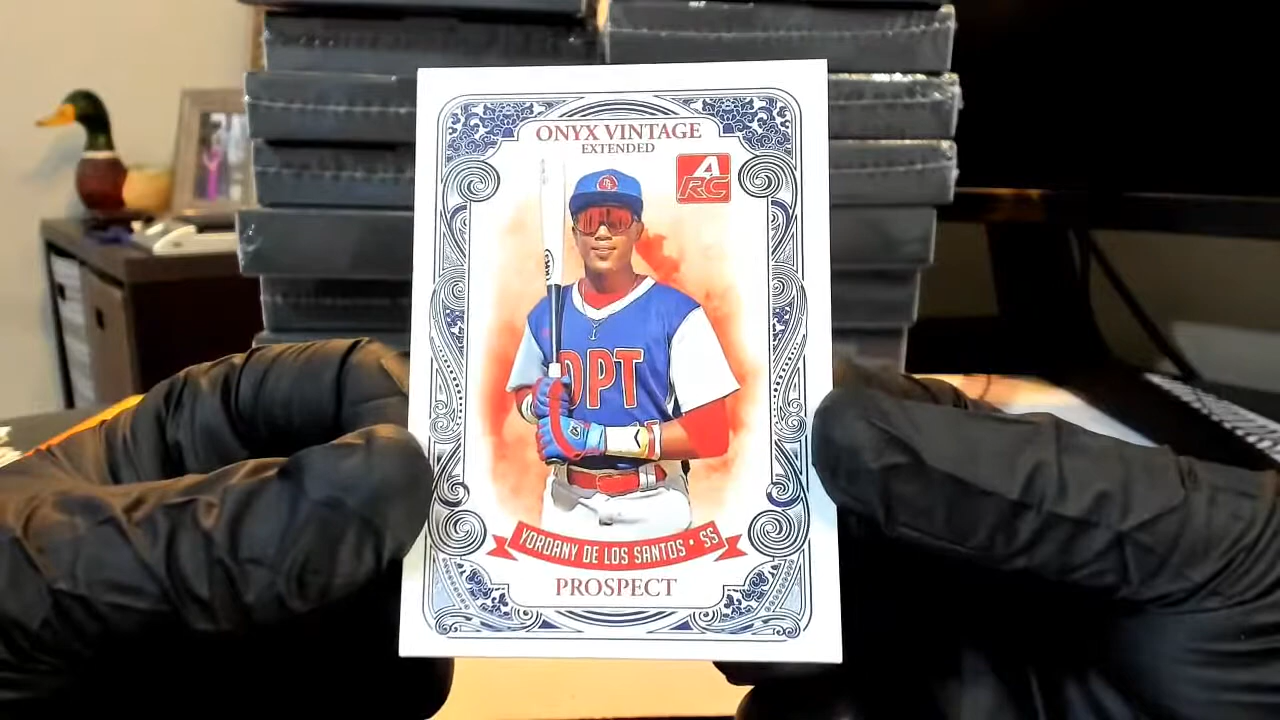 ONYX VINTAGE
EXTENDED
A
RC
DPT
YORDANY DE LOS SANTOS • SS
PROSPECT